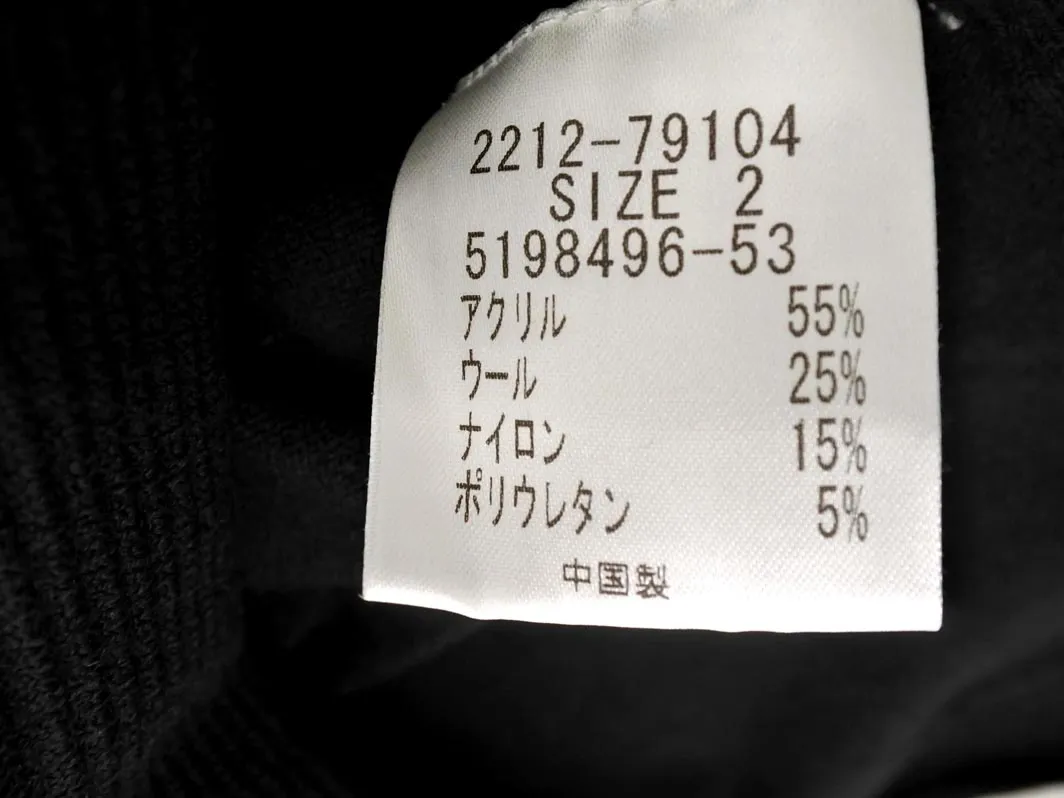 2212-79104
SIZE 2
5198496-53
アクリル 55%
ウール 25%
ナイロン 15%
ポリウレタン 5%
中国製